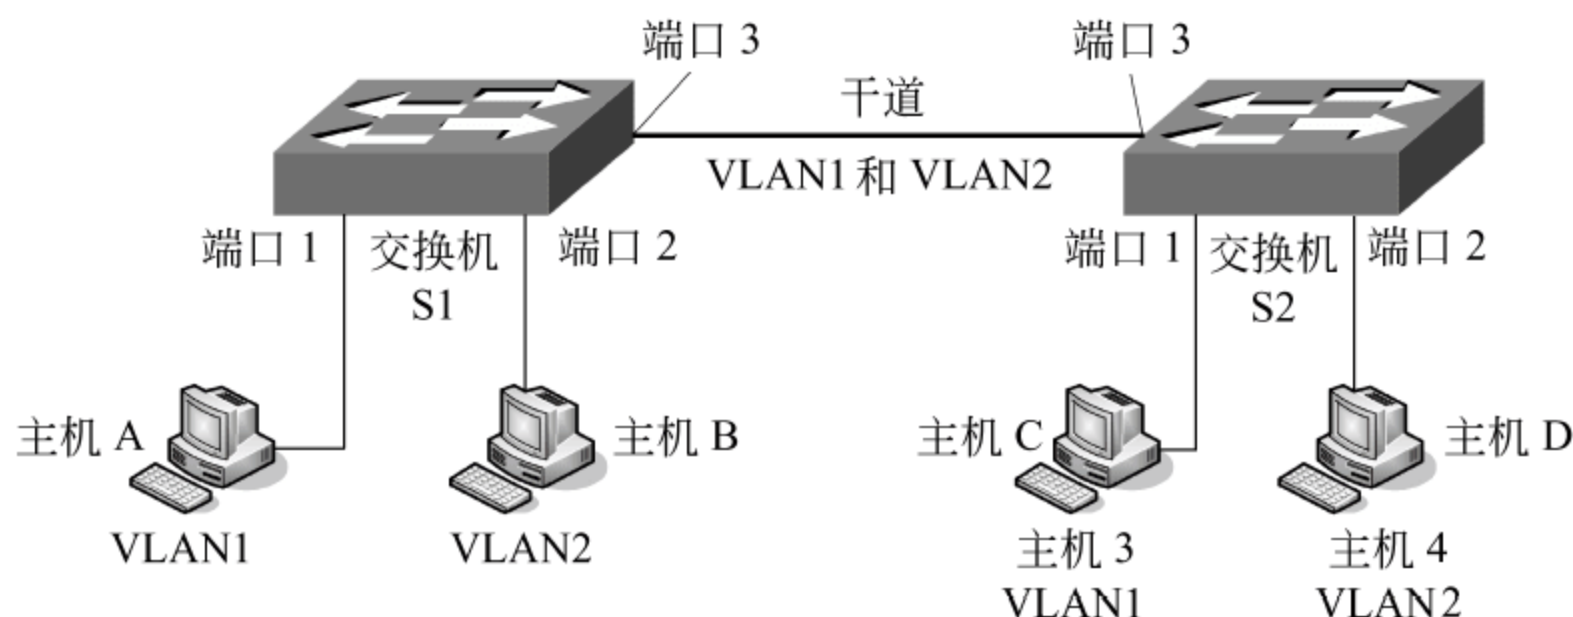 端口 3
端口 3
干道
VLAN1 和 VLAN2
端口 1
交换机
S1
端口 2
端口 1
交换机
S2
端口 2
主机 A
主机 B
主机 C
主机 D
VLAN1
VLAN2
主机 3
VLAN1
主机 4
VLAN2